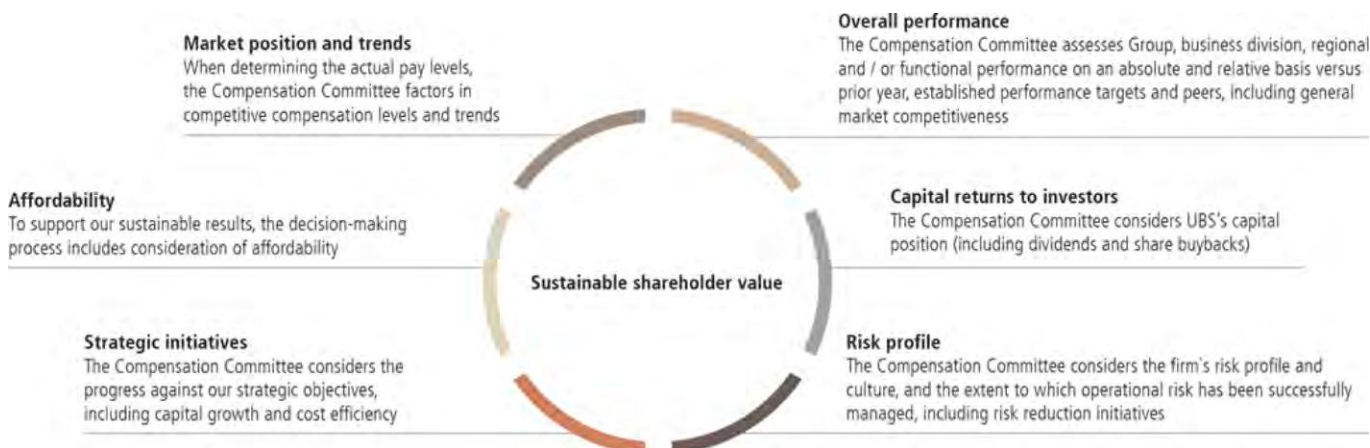 Market position and trends
When determining the actual pay levels,
the Compensation Committee factors in
competitive compensation levels and trends
Overall performance
The Compensation Committee assesses Group, business division, regional
and / or functional performance on an absolute and relative basis versus
prior year, established performance targets and peers, including general
market competitiveness
Affordability
To support our sustainable results, the decision-making
process includes consideration of affordability
Capital returns to investors
The Compensation Committee considers UBS's capital
position (including dividends and share buybacks)
Sustainable shareholder value
Strategic initiatives
The Compensation Committee considers the
progress against our strategic objectives,
including capital growth and cost efficiency
Risk profile
The Compensation Committee considers the firm's risk profile and
culture, and the extent to which operational risk has been successfully
managed, including risk reduction initiatives